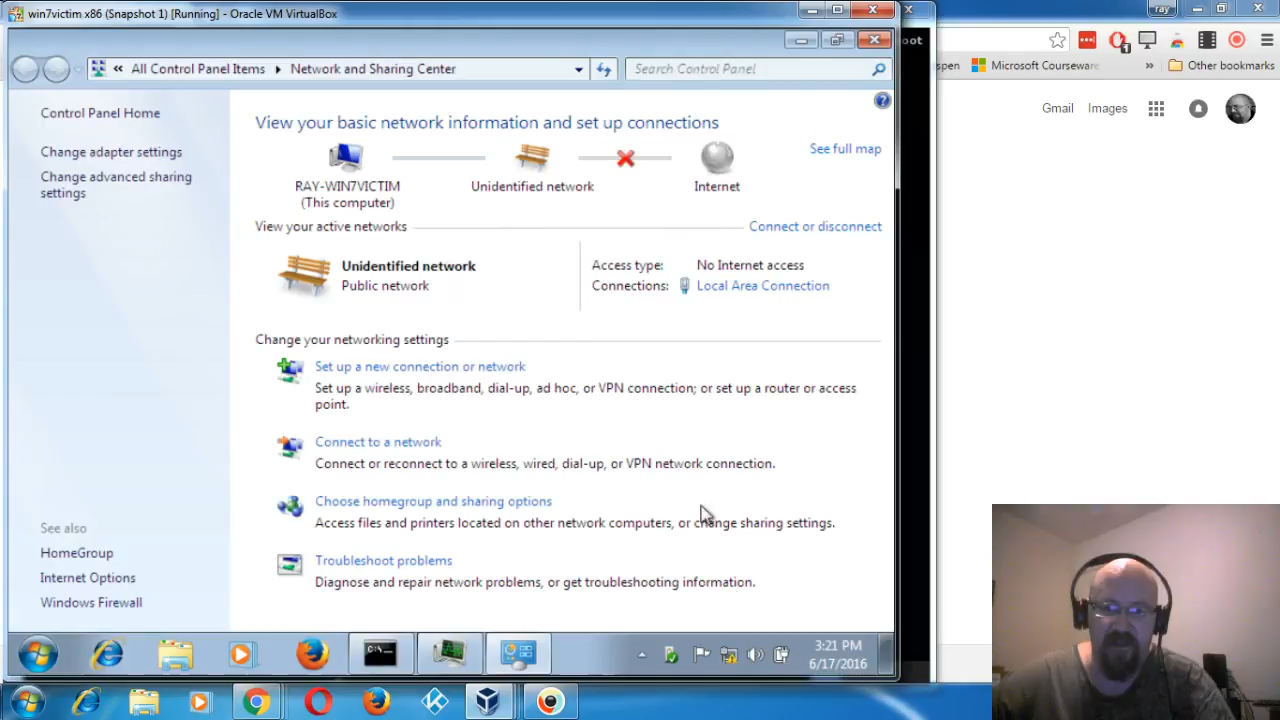 win7victim x86 (Snapshot 1) [Running] - Oracle VM VirtualBox
ray
oot
« All Control Panel Items Network and Sharing Center
Search Control Panel
spen Microsoft Courseware » Other bookmarks
Gmail Images
Control Panel Home
Change adapter settings
Change advanced sharing
settings
View your basic network information and set up connections
See full map
RAY-WIN7VICTIM
(This computer)
Unidentified network
Internet
View your active networks
Connect or disconnect
Unidentified network
Public network
Access type: No Internet access
Connections: Local Area Connection
Change your networking settings
Set up a new connection or network
Set up a wireless, broadband, dial-up, ad hoc, or VPN connection; or set up a router or access
point.
Connect to a network
Connect or reconnect to a wireless, wired, dial-up, or VPN network connection.
Choose homegroup and sharing options
Access files and printers located on other network computers, or change sharing settings.
Troubleshoot problems
Diagnose and repair network problems, or get troubleshooting information.
See also
HomeGroup
Internet Options
Windows Firewall
C:\_
3:21 PM
6/17/2016